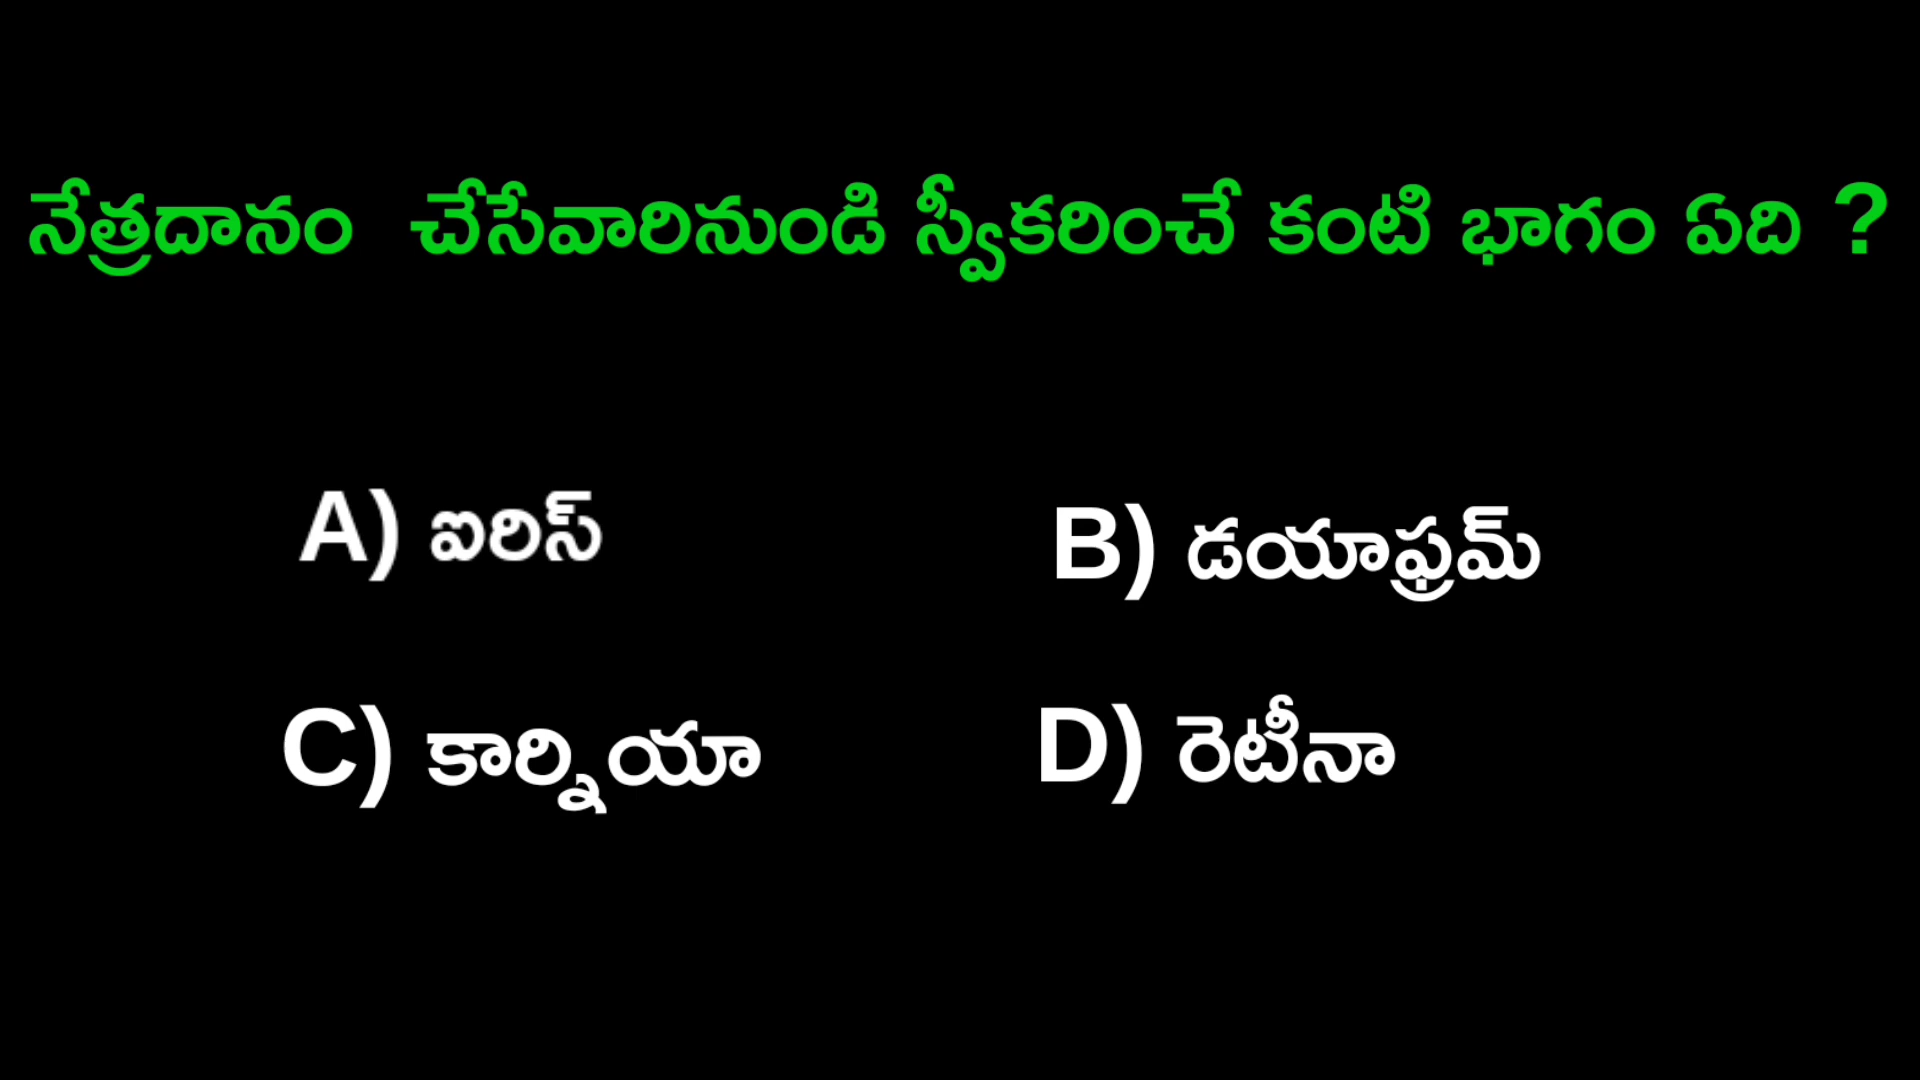 నేత్రదానం చేసేవారినుండి స్వీకరించే కంటి భాగం ఏది ?
A) ఐరిస్
B) డయాఫ్రమ్
C) కార్నియా
D) రెటీనా